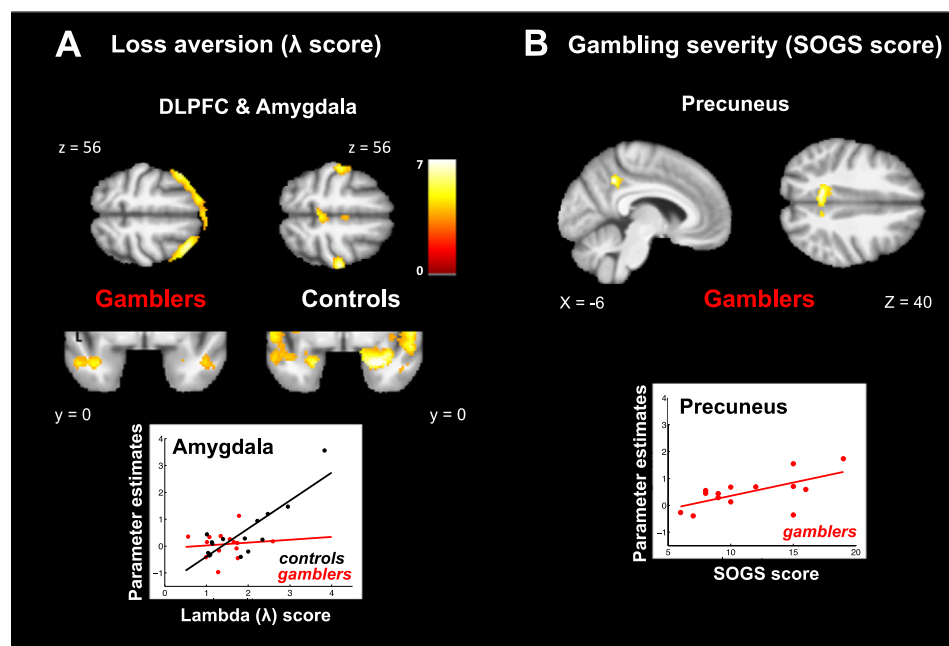 A Loss aversion (λ score)
DLPFC & Amygdala
z = 56
z = 56
7
0
Gamblers
Controls
L
y = 0
y = 0
Parameter estimates
Amygdala
4
3
2
1
0
−1
controls
gamblers
0 1 2 3 4
Lambda (λ) score
B Gambling severity (SOGS score)
Precuneus
X = -6
Gamblers
Z = 40
Parameter estimates
Precuneus
4
3
2
1
0
−1
gamblers
5 10 15 20
SOGS score